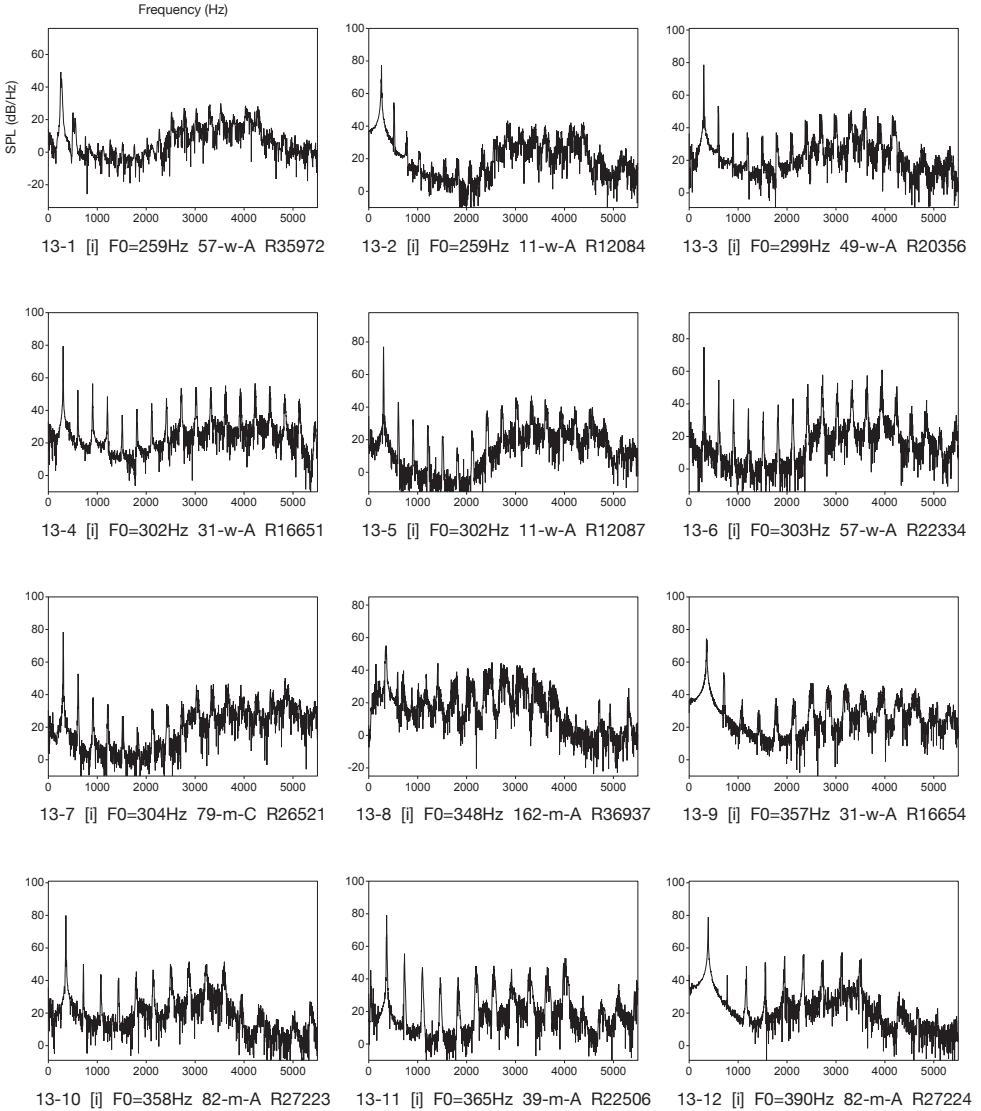 Frequency (Hz)
SPL (dB/Hz)
60
40
20
0
-20
0 1000 2000 3000 4000 5000
100
80
60
40
20
0
0 1000 2000 3000 4000 5000
100
80
60
40
20
0
0 1000 2000 3000 4000 5000
13-1 [i] F0=259Hz 57-w-A R35972
13-2 [i] F0=259Hz 11-w-A R12084
13-3 [i] F0=299Hz 49-w-A R20356
100
80
60
40
20
0
0 1000 2000 3000 4000 5000
80
60
40
20
0
0 1000 2000 3000 4000 5000
80
60
40
20
0
0 1000 2000 3000 4000 5000
13-4 [i] F0=302Hz 31-w-A R16651
13-5 [i] F0=302Hz 11-w-A R12087
13-6 [i] F0=303Hz 57-w-A R22334
100
80
60
40
20
0
0 1000 2000 3000 4000 5000
80
60
40
20
0
-20
0 1000 2000 3000 4000 5000
100
80
60
40
20
0
0 1000 2000 3000 4000 5000
13-7 [i] F0=304Hz 79-m-C R26521
13-8 [i] F0=348Hz 162-m-A R36937
13-9 [i] F0=357Hz 31-w-A R16654
100
80
60
40
20
0
0 1000 2000 3000 4000 5000
100
80
60
40
20
0
0 1000 2000 3000 4000 5000
100
80
60
40
20
0
0 1000 2000 3000 4000 5000
13-10 [i] F0=358Hz 82-m-A R27223
13-11 [i] F0=365Hz 39-m-A R22506
13-12 [i] F0=390Hz 82-m-A R27224